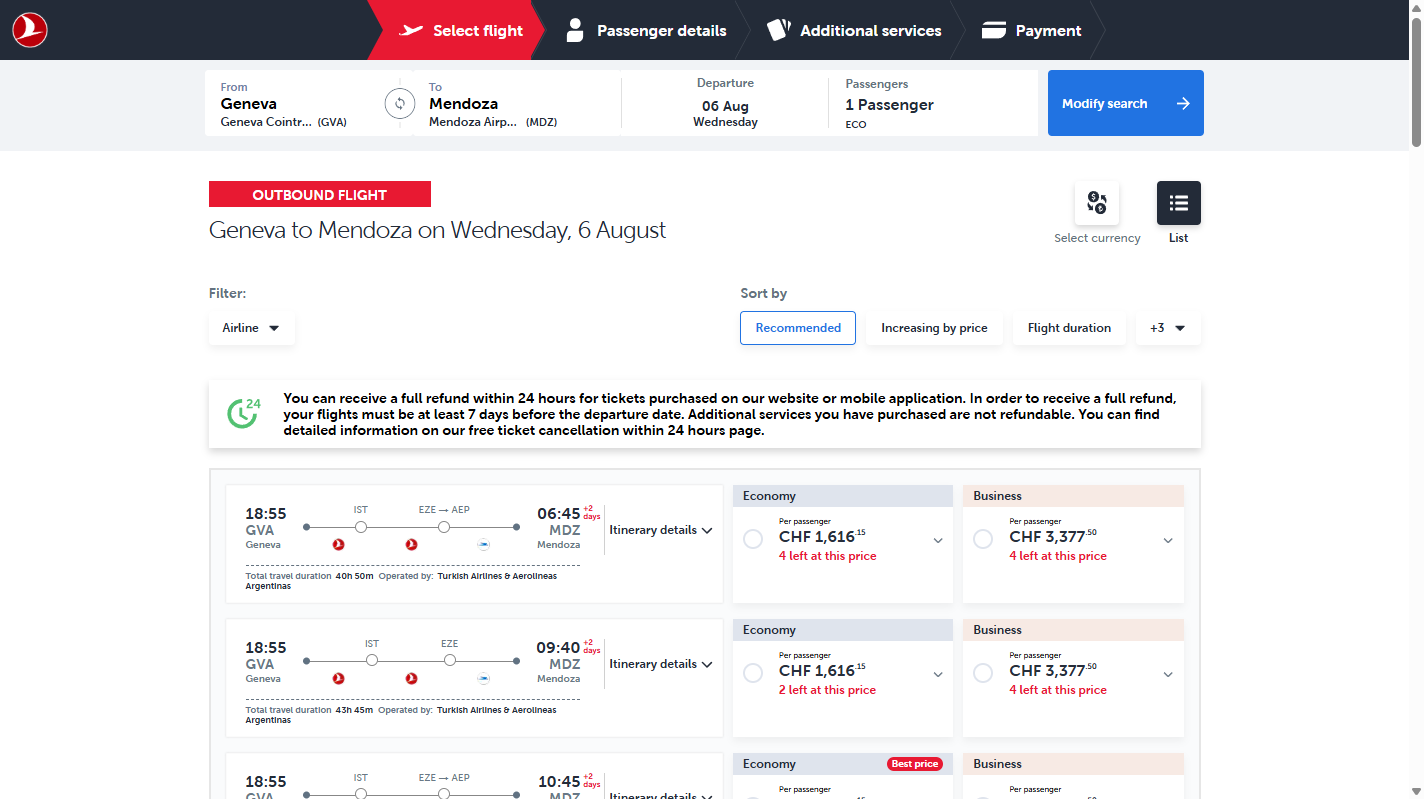 Select flight
Passenger details
Additional services
Payment
From
Geneva
Geneva Cointr... (GVA)
To
Mendoza
Mendoza Airp... (MDZ)
Departure
06 Aug
Wednesday
Passengers
1 Passenger
ECO
Modify search
OUTBOUND FLIGHT
Geneva to Mendoza on Wednesday, 6 August
Select currency
List
Filter:
Airline
Sort by
Recommended
Increasing by price
Flight duration
+3
24
You can receive a full refund within 24 hours for tickets purchased on our website or mobile application. In order to receive a full refund,
your flights must be at least 7 days before the departure date. Additional services you have purchased are not refundable. You can find
detailed information on our free ticket cancellation within 24 hours page.
18:55
GVA
Geneva
IST
EZE → AEP
06:45 +2 days
MDZ
Mendoza
Itinerary details
Total travel duration 40h 50m Operated by: Turkish Airlines & Aerolineas
Argentinas
Economy
Per passenger
CHF 1,616.15
4 left at this price
Business
Per passenger
CHF 3,377.50
4 left at this price
18:55
GVA
Geneva
IST
EZE
09:40 +2 days
MDZ
Mendoza
Itinerary details
Total travel duration 43h 45m Operated by: Turkish Airlines & Aerolineas
Argentinas
Economy
Per passenger
CHF 1,616.15
2 left at this price
Business
Per passenger
CHF 3,377.50
4 left at this price
18:55
GVA
IST
EZE → AEP
10:45 +2 days
MDZ
Itinerary details
Economy
Best price
Per passenger
Business
Per passenger